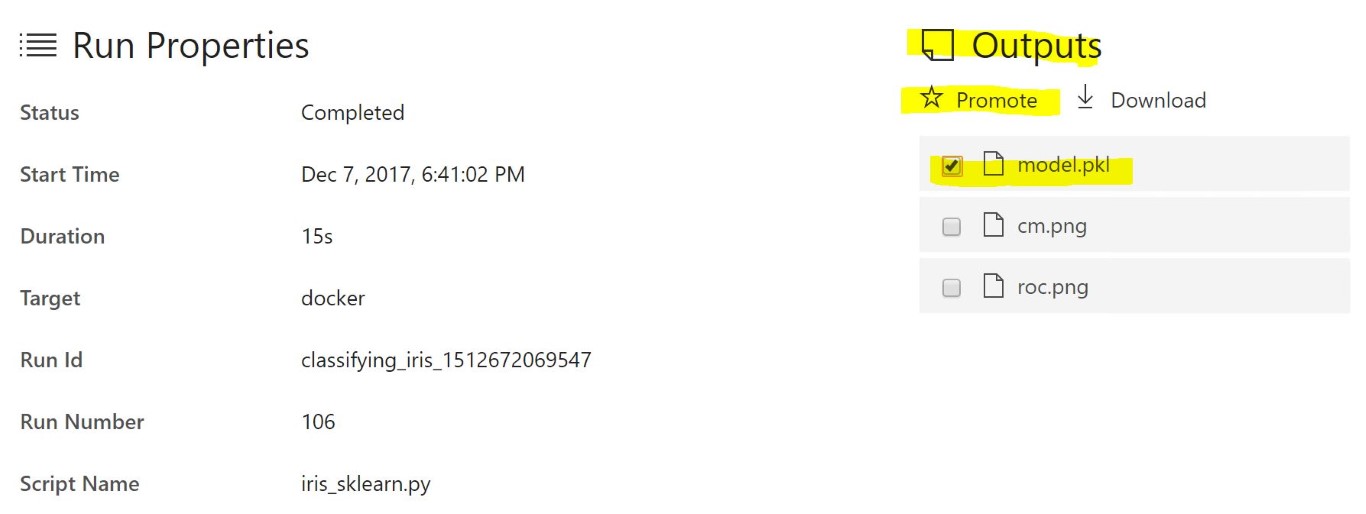 Run Properties
Status Completed
Start Time Dec 7, 2017, 6:41:02 PM
Duration 15s
Target docker
Run Id classifying_iris_1512672069547
Run Number 106
Script Name iris_sklearn.py
Outputs
Promote Download
model.pkl
cm.png
roc.png